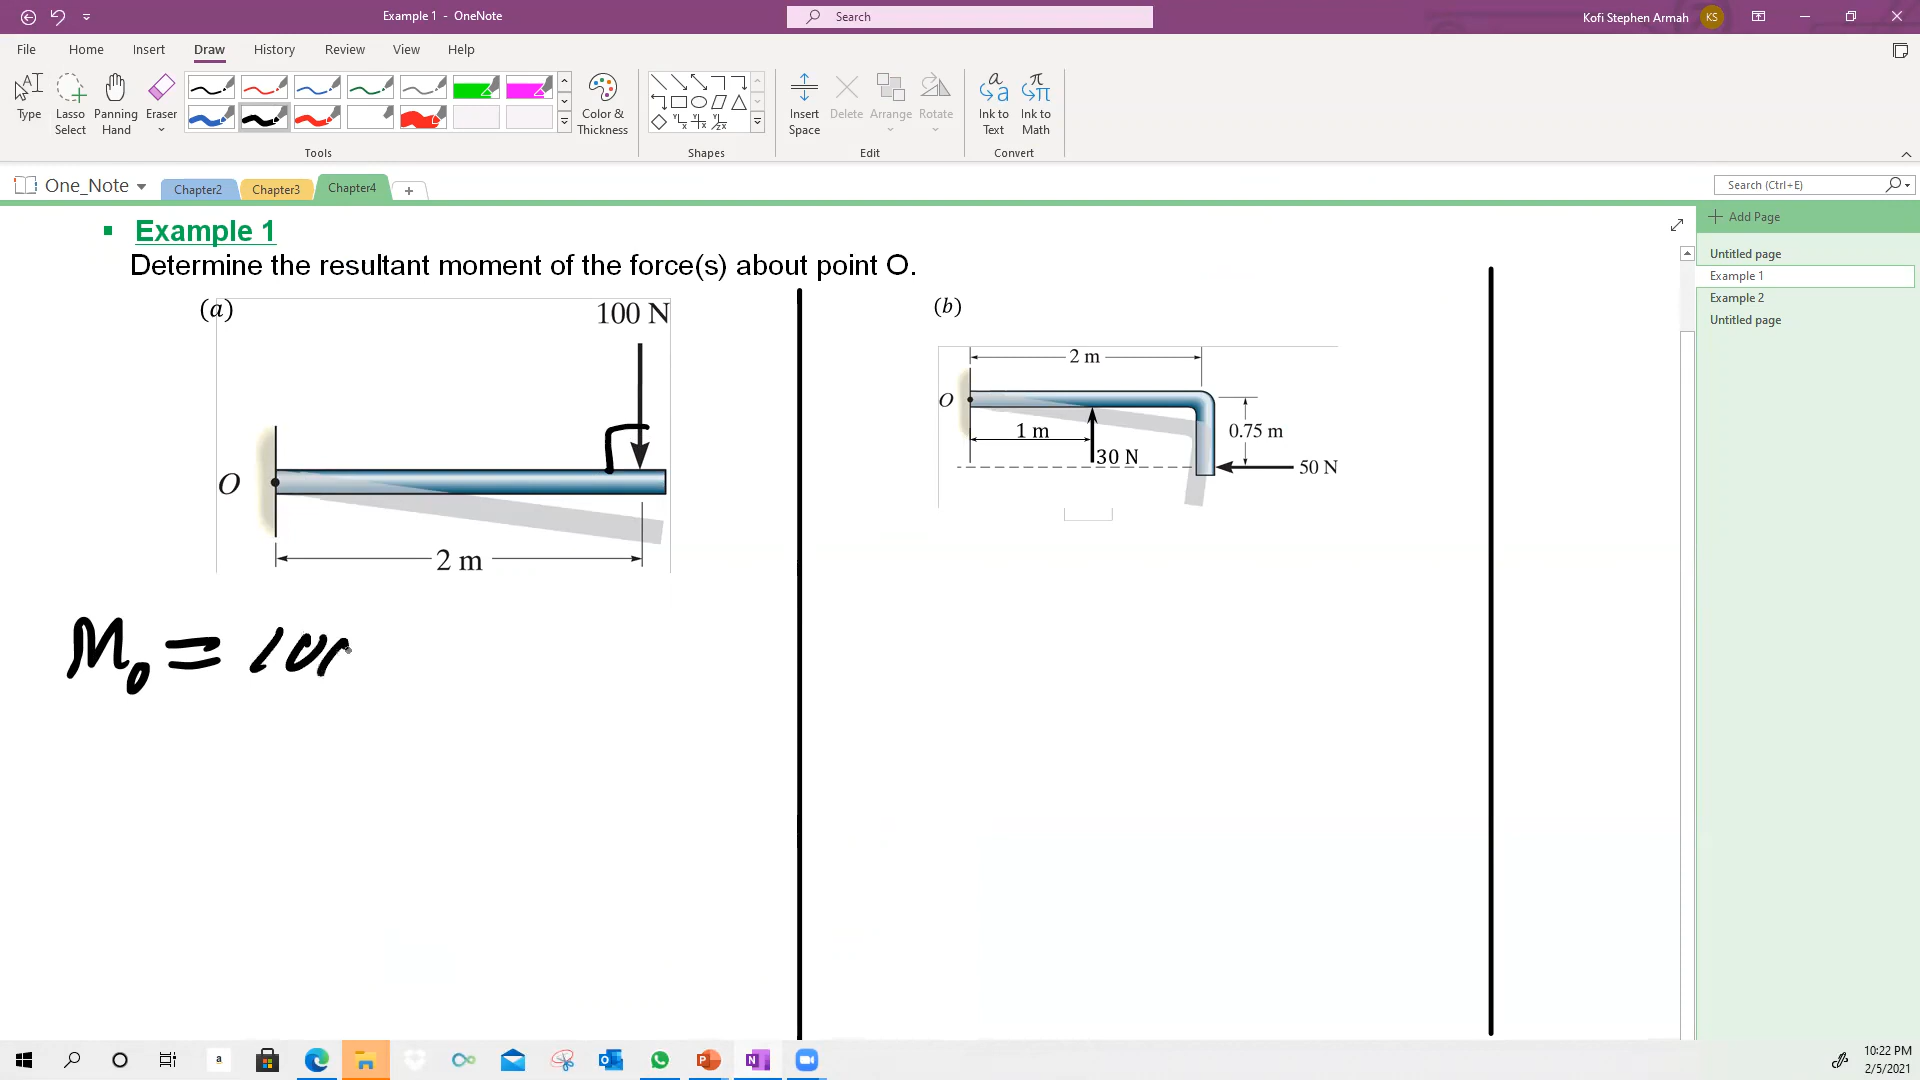 Example 1 - OneNote
Search
Kofi Stephen Armah
KS
File Home Insert Draw History Review View Help
Type
Lasso Select
Panning Hand
Eraser
Color & Thickness
Insert Space
Delete
Arrange
Rotate
Ink to Text
Ink to Math
Tools
Shapes
Edit
Convert
One_Note
Chapter2
Chapter3
Chapter4
Search (Ctrl+E)
Add Page
Untitled page
Example 1
Example 2
Untitled page
Example 1
Determine the resultant moment of the force(s) about point O.
(a)
100 N
O
2 m
(b)
2 m
O
1 m
0.75 m
30 N
50 N
M₀ = 100
10:22 PM
2/5/2021